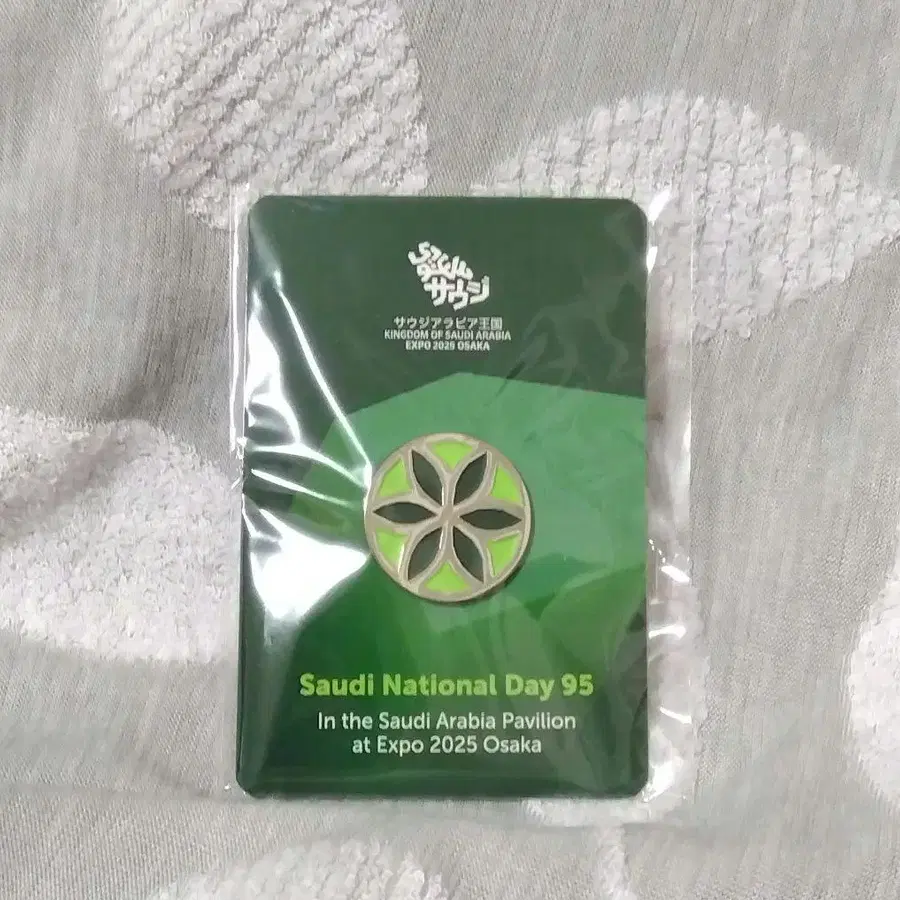 サウジ
サウジアラビア王国
KINGDOM OF SAUDI ARABIA
EXPO 2025 OSAKA
Saudi National Day 95
In the Saudi Arabia Pavilion
at Expo 2025 Osaka